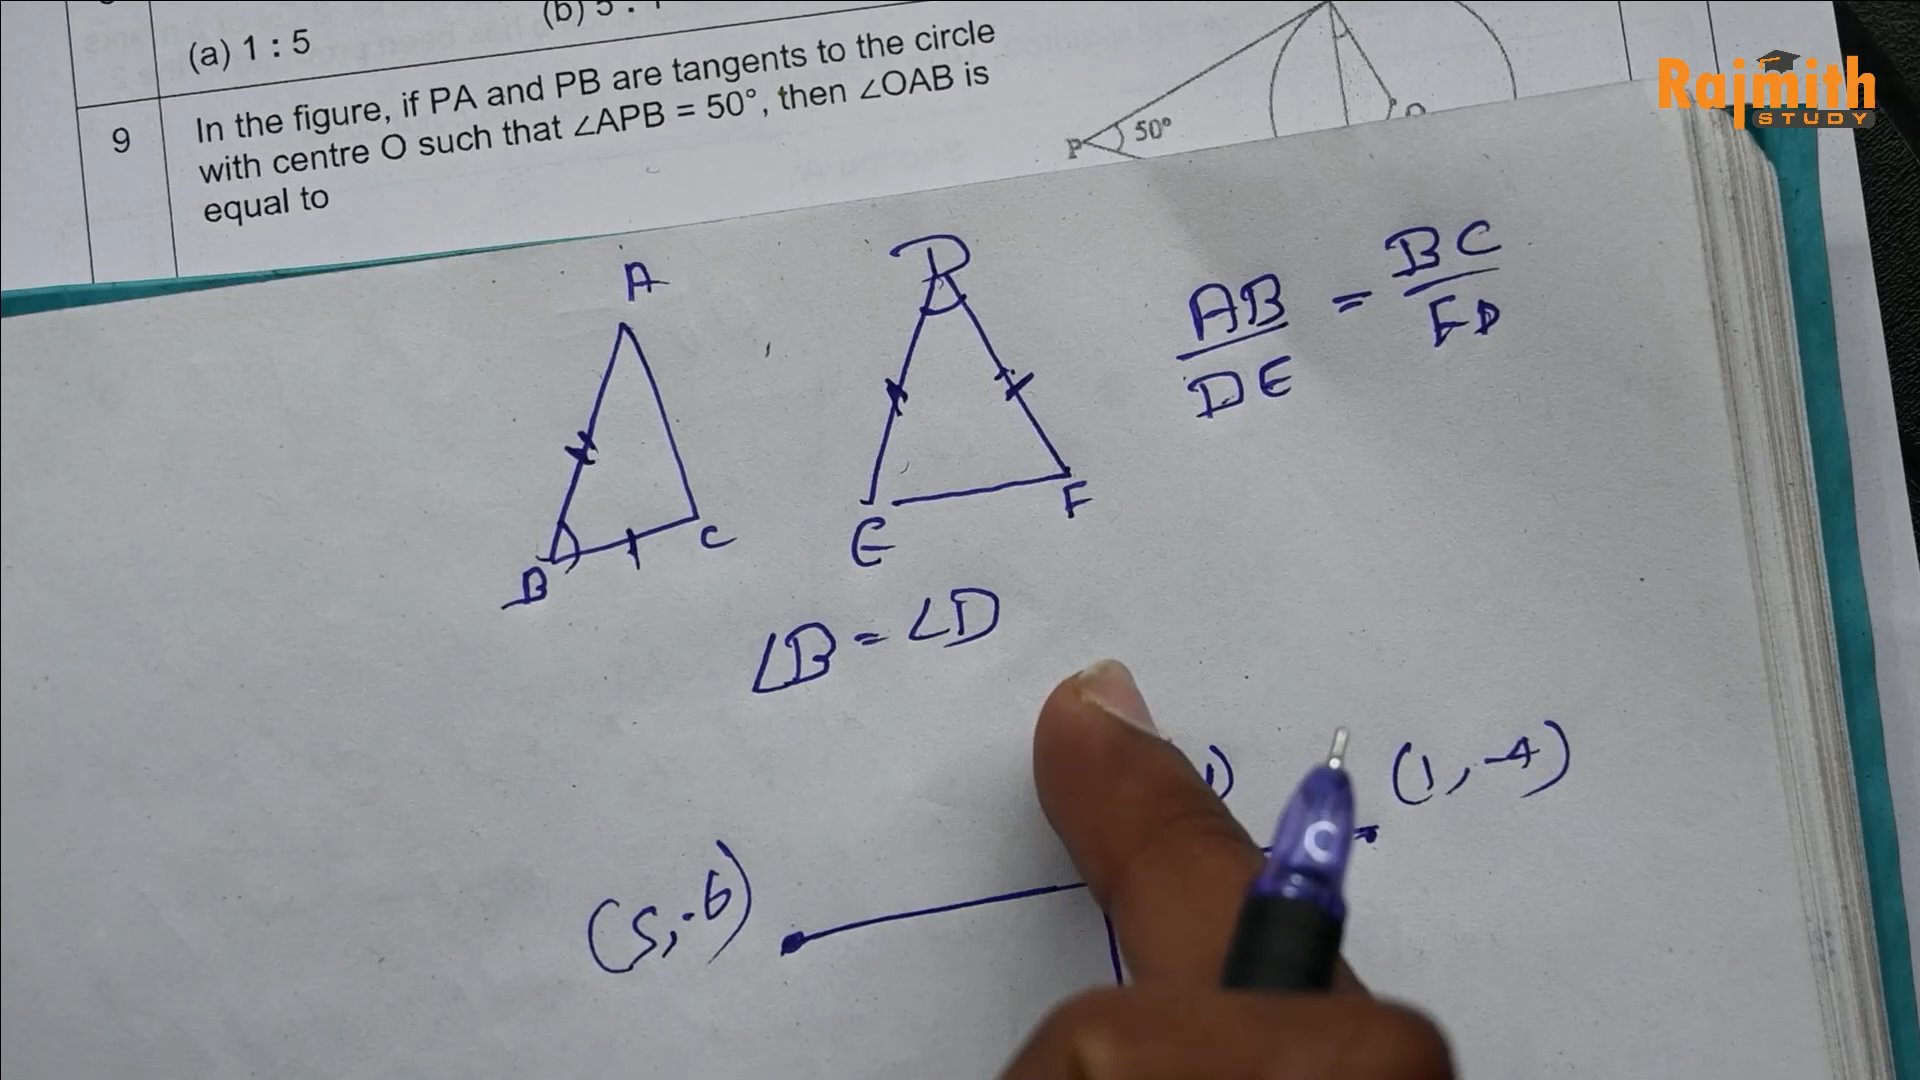 (b) 5 :
(a) 1 : 5
9
In the figure, if PA and PB are tangents to the circle
with centre O such that ∠APB = 50°, then ∠OAB is
equal to
P
50°
O
Rajmith
STUDY
A
D
B
C
E
F
AB/DE = BC/FD
∠B = ∠D
(5,-6)
(1,-4)
C